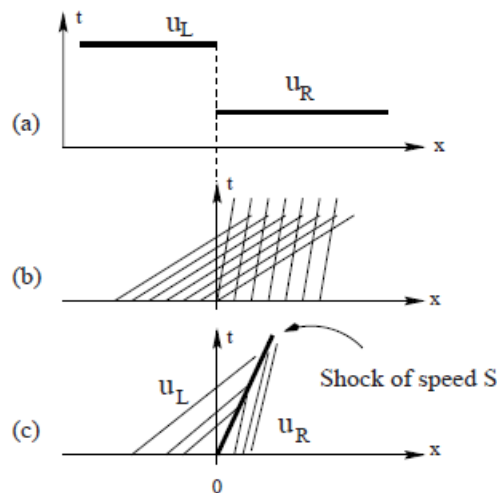 t
u_L
u_R
(a)
x
t
(b)
x
t
Shock of speed S
u_L
u_R
(c)
x
0